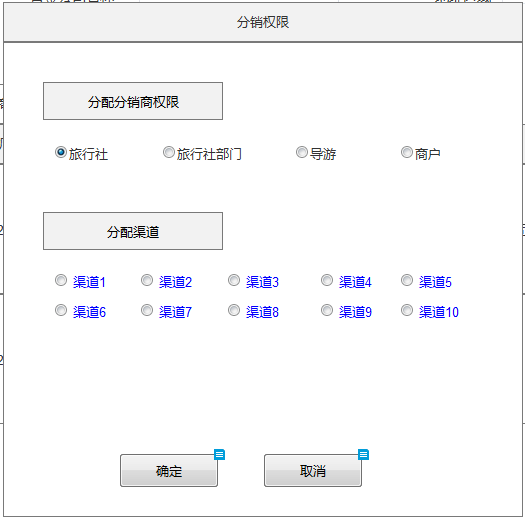 分销权限
分配分销商权限
旅行社 旅行社部门 导游 商户
分配渠道
渠道1 渠道2 渠道3 渠道4 渠道5
渠道6 渠道7 渠道8 渠道9 渠道10
确定 取消